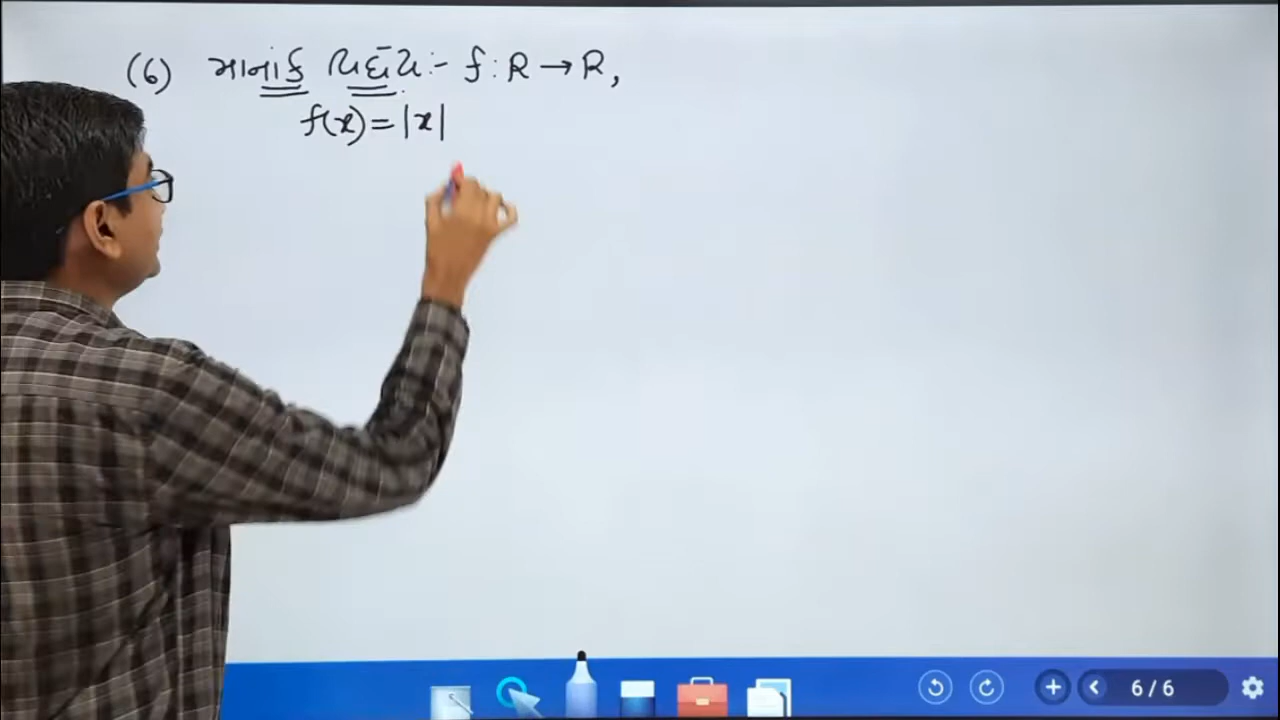 (6) માનાંક વિધેય:- f : R → R,
f(x) = |x|
6/6